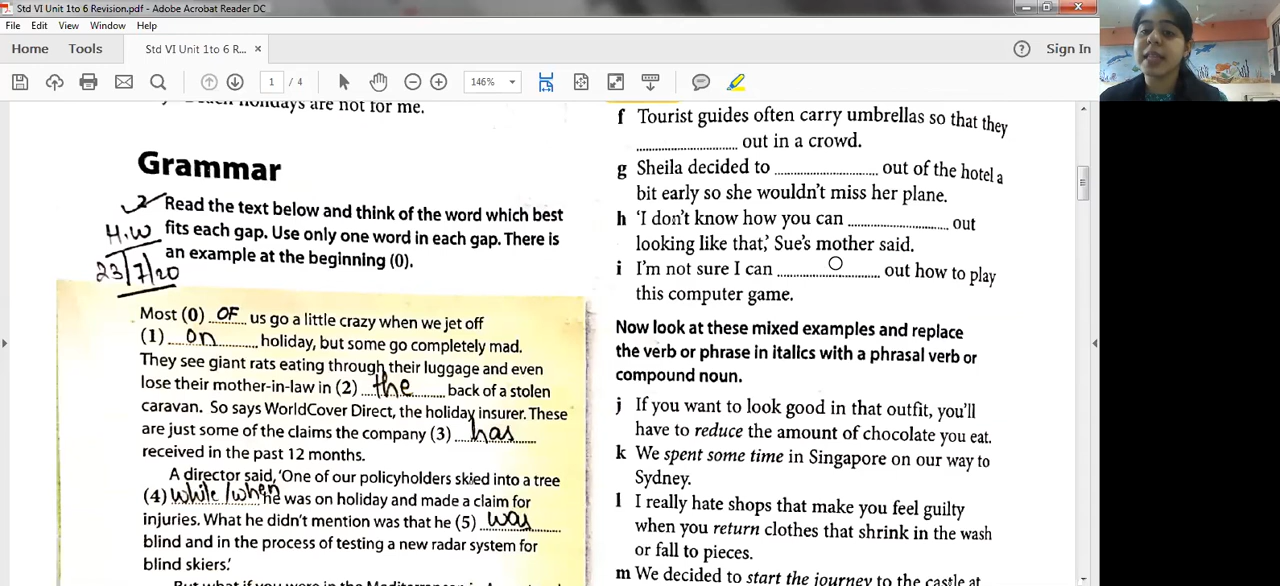 Std VI Unit 1to 6 Revision.pdf - Adobe Acrobat Reader DC
File Edit View Window Help
Home Tools Std VI Unit 1to 6 R... × Sign In
1 / 4 146%
holidays are not for me.
Grammar
2 Read the text below and think of the word which best
H.W fits each gap. Use only one word in each gap. There is
23/7/20 an example at the beginning (0).
Most (0) OF us go a little crazy when we jet off
(1) on holiday, but some go completely mad.
They see giant rats eating through their luggage and even
lose their mother-in-law in (2) the back of a stolen
caravan. So says WorldCover Direct, the holiday insurer. These
are just some of the claims the company (3) has
received in the past 12 months.
A director said, 'One of our policyholders skied into a tree
(4) while/when he was on holiday and made a claim for
injuries. What he didn't mention was that he (5) was
blind and in the process of testing a new radar system for
blind skiers.'
But what if you were in the Mediterranean
f Tourist guides often carry umbrellas so that they
.......................... out in a crowd.
g Sheila decided to .......................... out of the hotel a
bit early so she wouldn't miss her plane.
h 'I don't know how you can .......................... out
looking like that,' Sue's mother said.
i I'm not sure I can .......................... out how to play
this computer game.
Now look at these mixed examples and replace
the verb or phrase in italics with a phrasal verb or
compound noun.
j If you want to look good in that outfit, you'll
have to reduce the amount of chocolate you eat.
k We spent some time in Singapore on our way to
Sydney.
l I really hate shops that make you feel guilty
when you return clothes that shrink in the wash
or fall to pieces.
m We decided to start the journey to the castle at